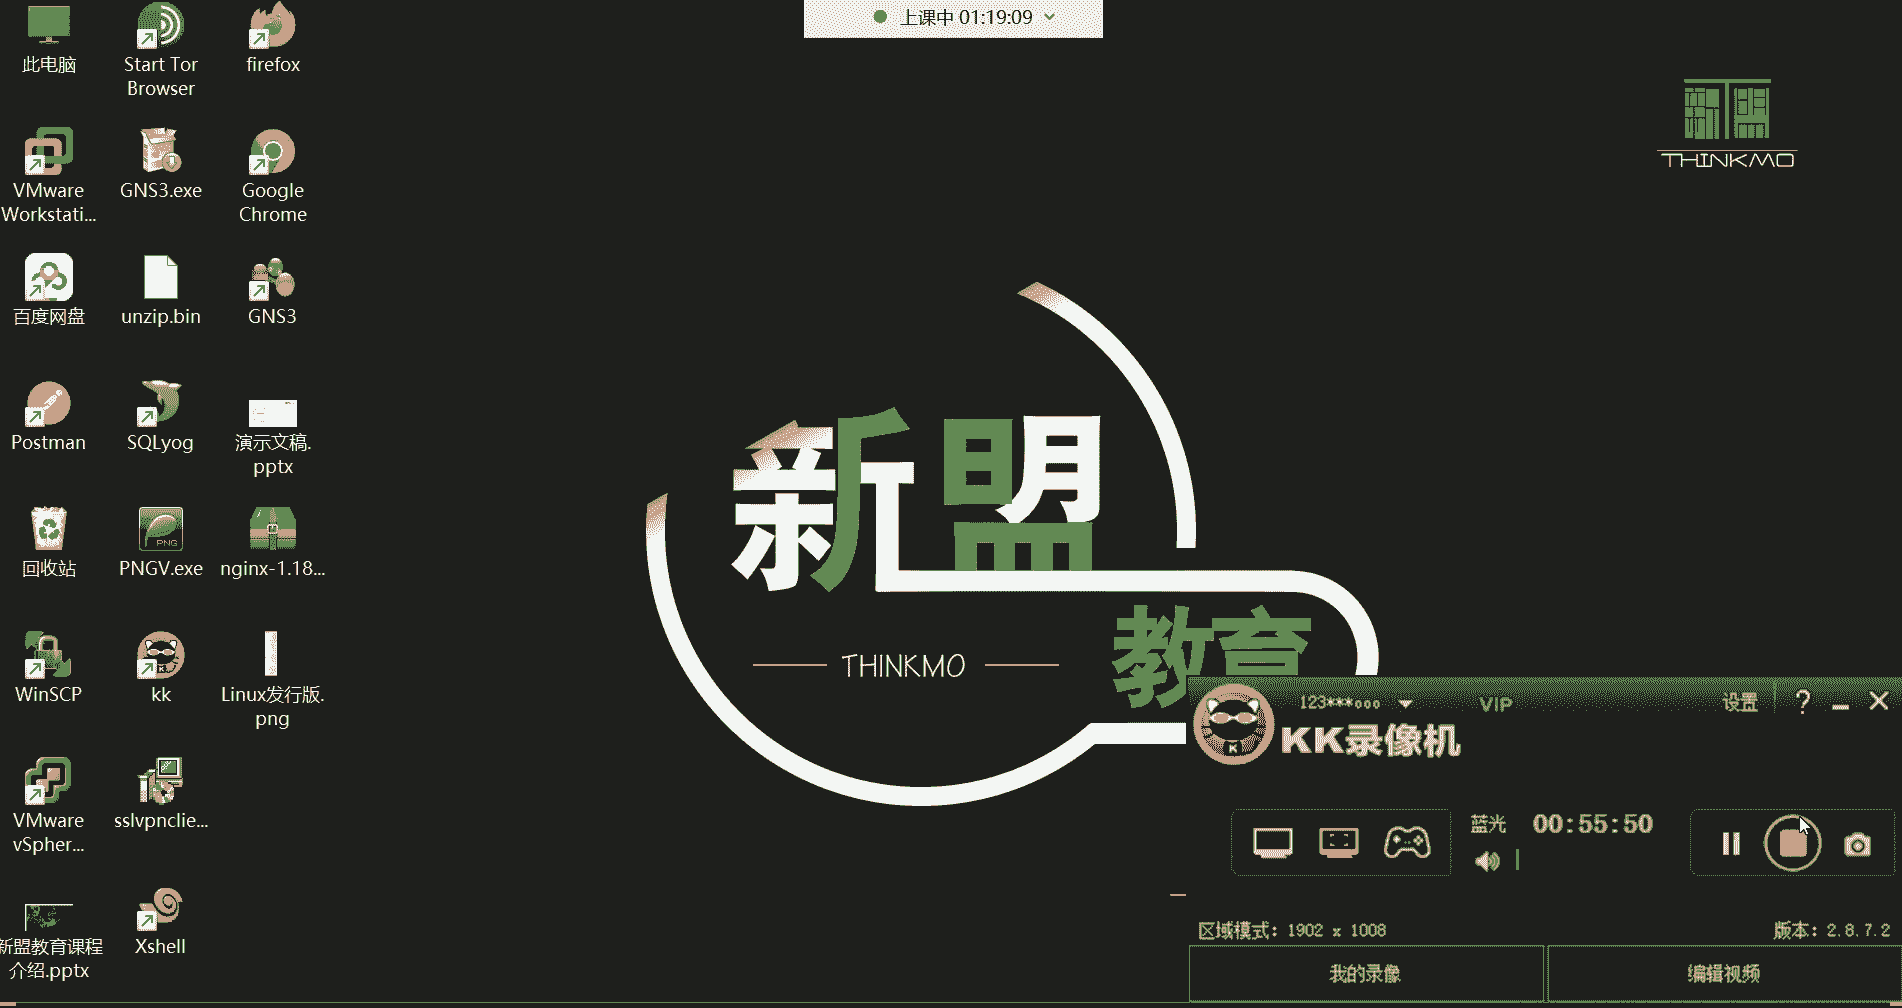 上课中 01:19:09
此电脑
Start Tor
Browser
firefox
VMware
Workstati...
GNS3.exe
Google
Chrome
百度网盘
unzip.bin
GNS3
Postman
SQLyog
演示文稿.
pptx
回收站
PNG
PNGV.exe
nginx-1.18...
WinSCP
kk
Linux发行版.
png
VMware
vSpher...
sslvpnclie...
新盟教育课程
介绍.pptx
Xshell
THINKMO
新盟
教育
THINKMO
123***ooo
VIP
设置
KK录像机
蓝光 00:55:50
区域模式: 1902 x 1008
版本: 2.8.7.2
我的录像
编辑视频